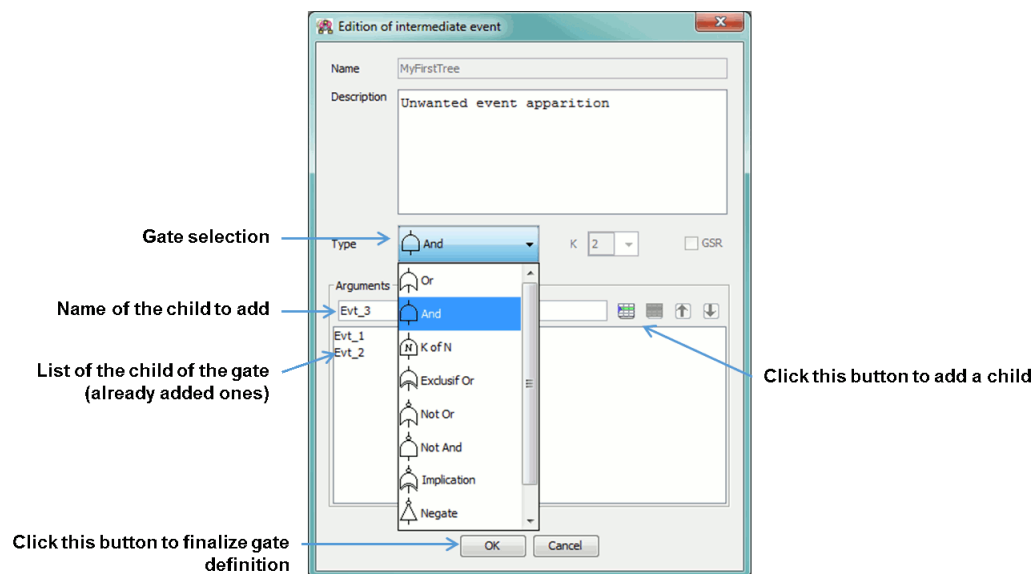 Edition of intermediate event
Name
MyFirstTree
Description
Unwanted event apparition
Gate selection
Type
And
K
2
GSR
Or
Arguments
Name of the child to add
Evt_3
And
Evt_1
Evt_2
N
K of N
List of the child of the gate
(already added ones)
Click this button to add a child
Exclusif Or
Not Or
Not And
Implication
Negate
Click this button to finalize gate
definition
OK
Cancel